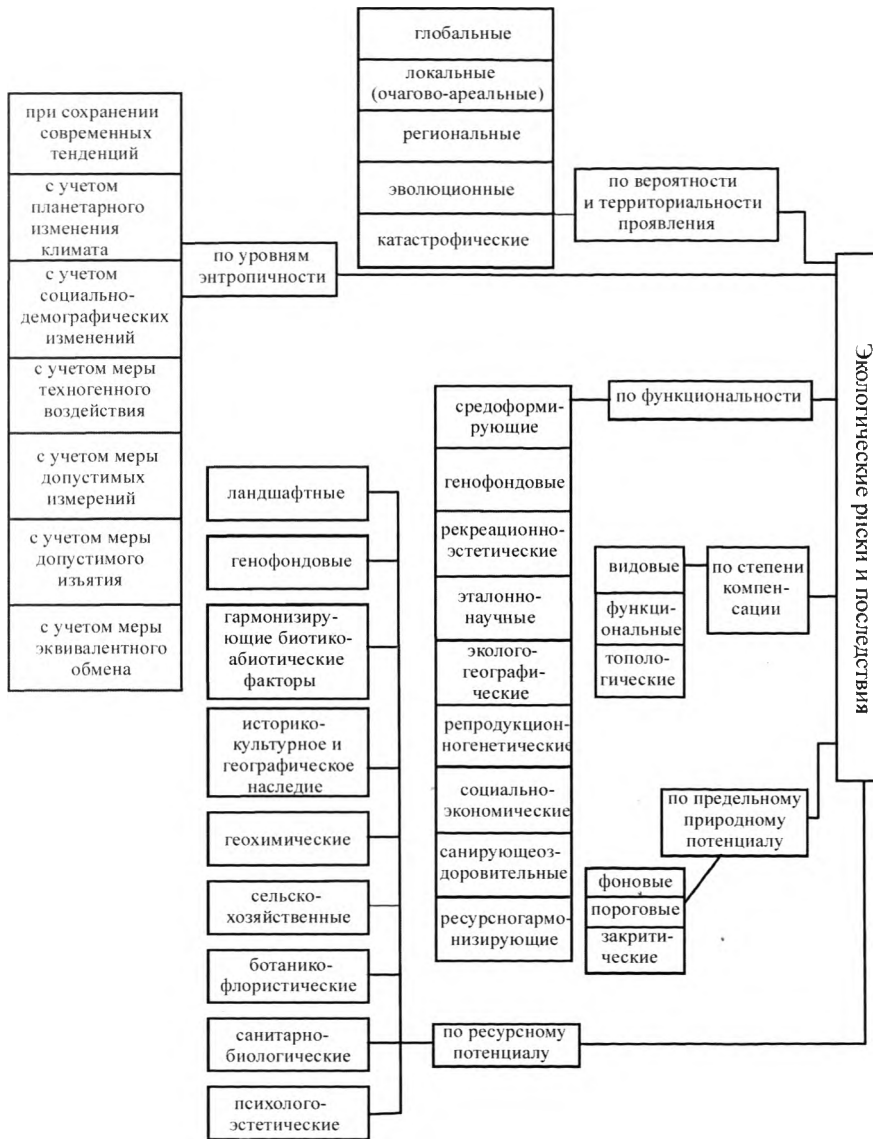 глобальные
локальные
(очагово-ареальные)
региональные
эволюционные
катастрофические
по вероятности
и территориальности
проявления
при сохранении
современных
тенденций
с учетом
планетарного
изменения
климата
с учетом
социально-
демографических
изменений
с учетом меры
техногенного
воздействия
с учетом меры
допустимых
измерений
с учетом меры
допустимого
изъятия
с учетом меры
эквивалентного
обмена
по уровням
энтропичности
Экологические риски и последствия
по функциональности
средоформи-
рующие
генофондовые
рекреационно-
эстетические
эталонно-
научные
эколого-
географи-
ческие
репродукцион-
ногенетические
социально-
экономические
санирующеоз-
доровительные
ресурсногармо-
низирующие
по степени
компен-
сации
видовые
функци-
ональные
топо­логические
по предельному
природному
потенциалу
фоновые
пороговые
закрити-
ческие
по ресурсному
потенциалу
ландшафтные
генофондовые
гармонизиру-
ющие биотико-
абиотические
факторы
историко-
культурное и
географическое
наследие
геохимические
сельско-
хозяйственные
ботанико-
флористические
санитарно-
биологические
психолого-
эстетические